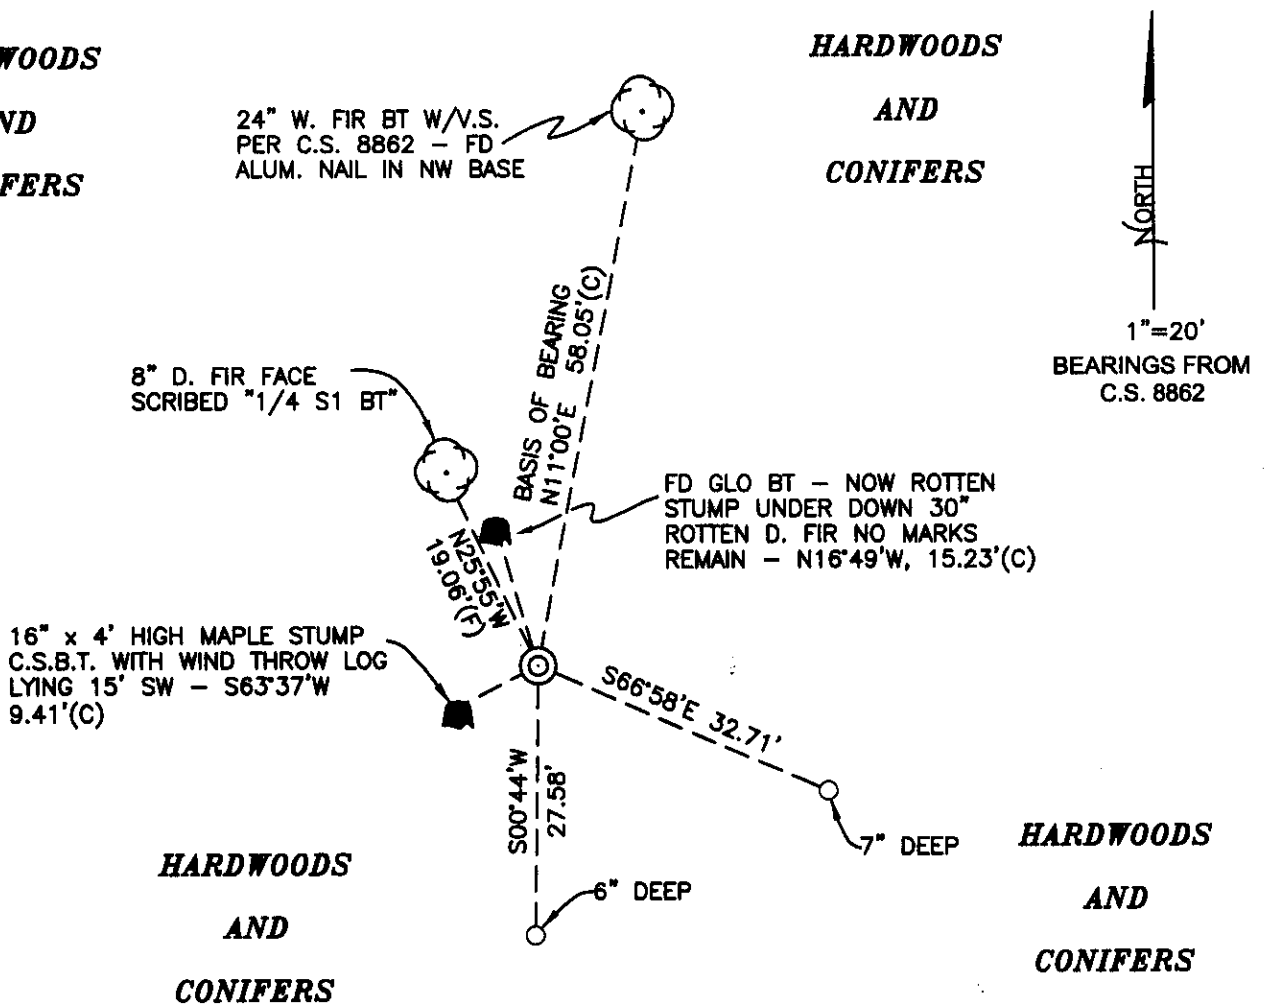 WOODS
ND
IFERS
24" W. FIR BT W/V.S.
PER C.S. 8862 - FD
ALUM. NAIL IN NW BASE
HARDWOODS
AND
CONIFERS
NORTH
1"=20'
BEARINGS FROM
C.S. 8862
BASIS OF BEARING
N11°00'E 58.05'(C)
8" D. FIR FACE
SCRIBED "1/4 S1 BT"
FD GLO BT - NOW ROTTEN
STUMP UNDER DOWN 30"
ROTTEN D. FIR NO MARKS
REMAIN - N16°49'W, 15.23'(C)
N25°55'W
19.06'(F)
16" x 4' HIGH MAPLE STUMP
C.S.B.T. WITH WIND THROW LOG
LYING 15' SW - S63°37'W
9.41'(C)
S66°58'E 32.71'
S00°44'W
27.58'
7" DEEP
6" DEEP
HARDWOODS
AND
CONIFERS
HARDWOODS
AND
CONIFERS